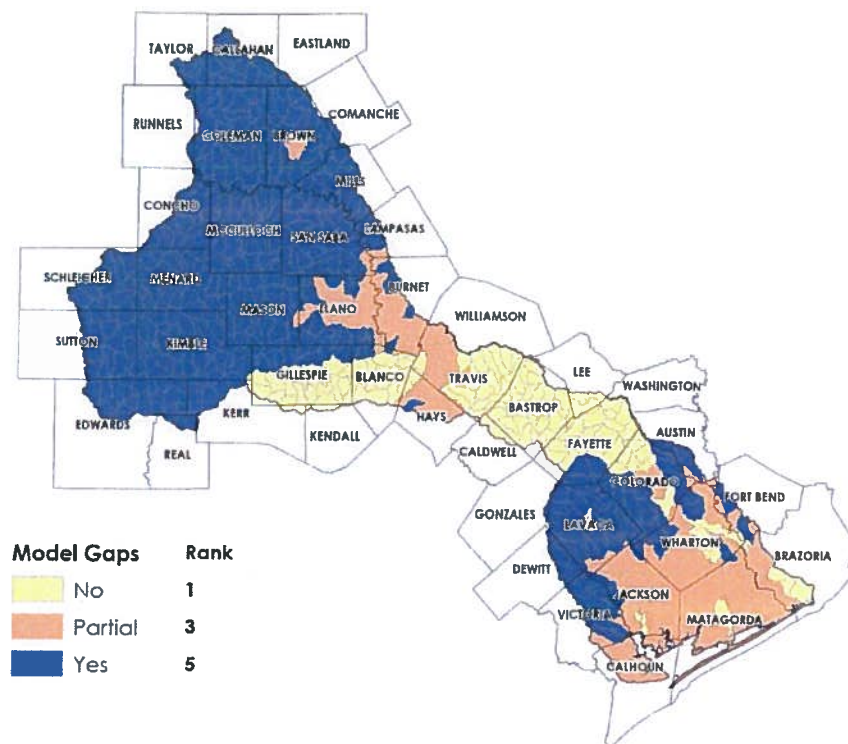 TAYLOR
CALLAHAN
EASTLAND
RUNNELS
COLEMAN
BROWN
COMANCHE
CONCHO
MILLS
MCCULLOCH
SAN SABA
LAMPASAS
SCHLEICHER
MENARD
MASON
LLANO
BURNET
SUTTON
KIMBLE
WILLIAMSON
GILLESPIE
BLANCO
TRAVIS
LEE
WASHINGTON
EDWARDS
KERR
HAYS
BASTROP
REAL
KENDALL
CALDWELL
FAYETTE
AUSTIN
GONZALES
COLORADO
FORT BEND
LAVACA
WHARTON
BRAZORIA
DEWITT
JACKSON
VICTORIA
MATAGORDA
CALHOUN
Model Gaps Rank
No 1
Partial 3
Yes 5